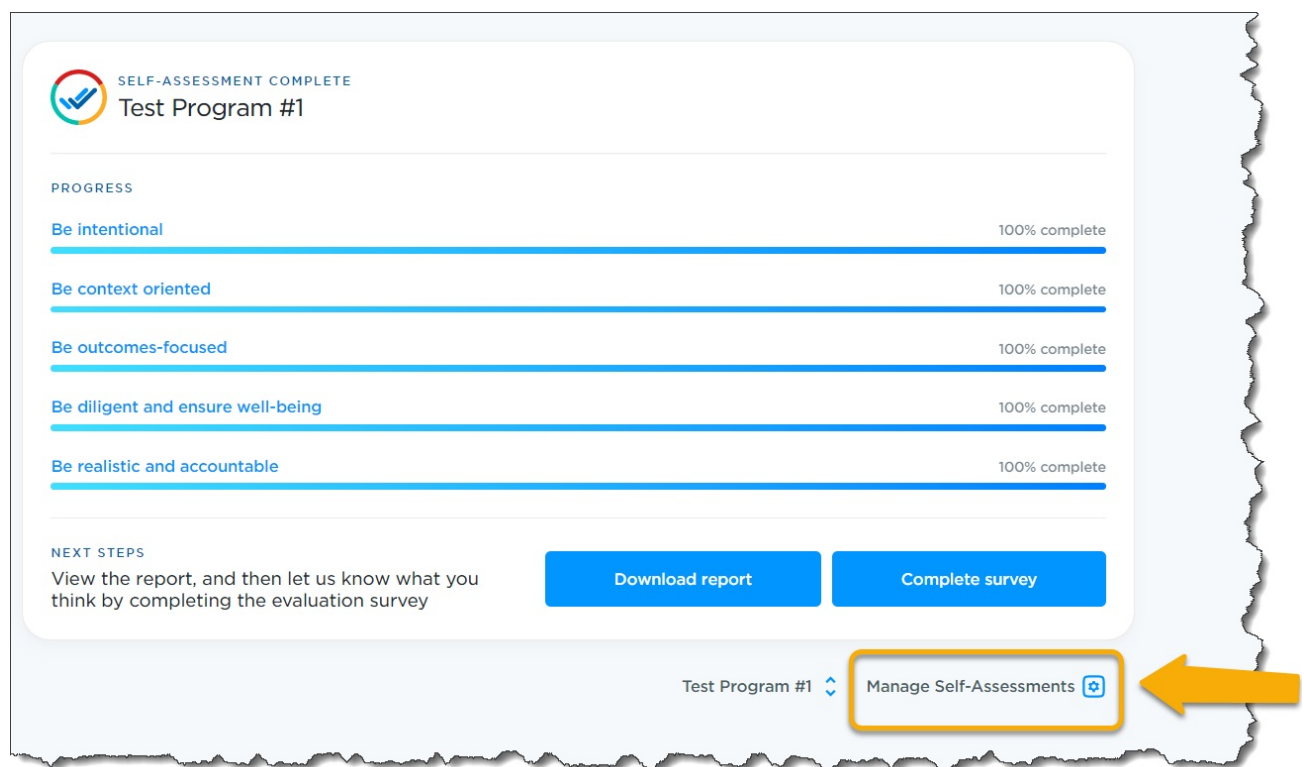 SELF-ASSESSMENT COMPLETE
Test Program #1
PROGRESS
Be intentional
100% complete
Be context oriented
100% complete
Be outcomes-focused
100% complete
Be diligent and ensure well-being
100% complete
Be realistic and accountable
100% complete
NEXT STEPS
View the report, and then let us know what you
think by completing the evaluation survey
Download report
Complete survey
Test Program #1
Manage Self-Assessments